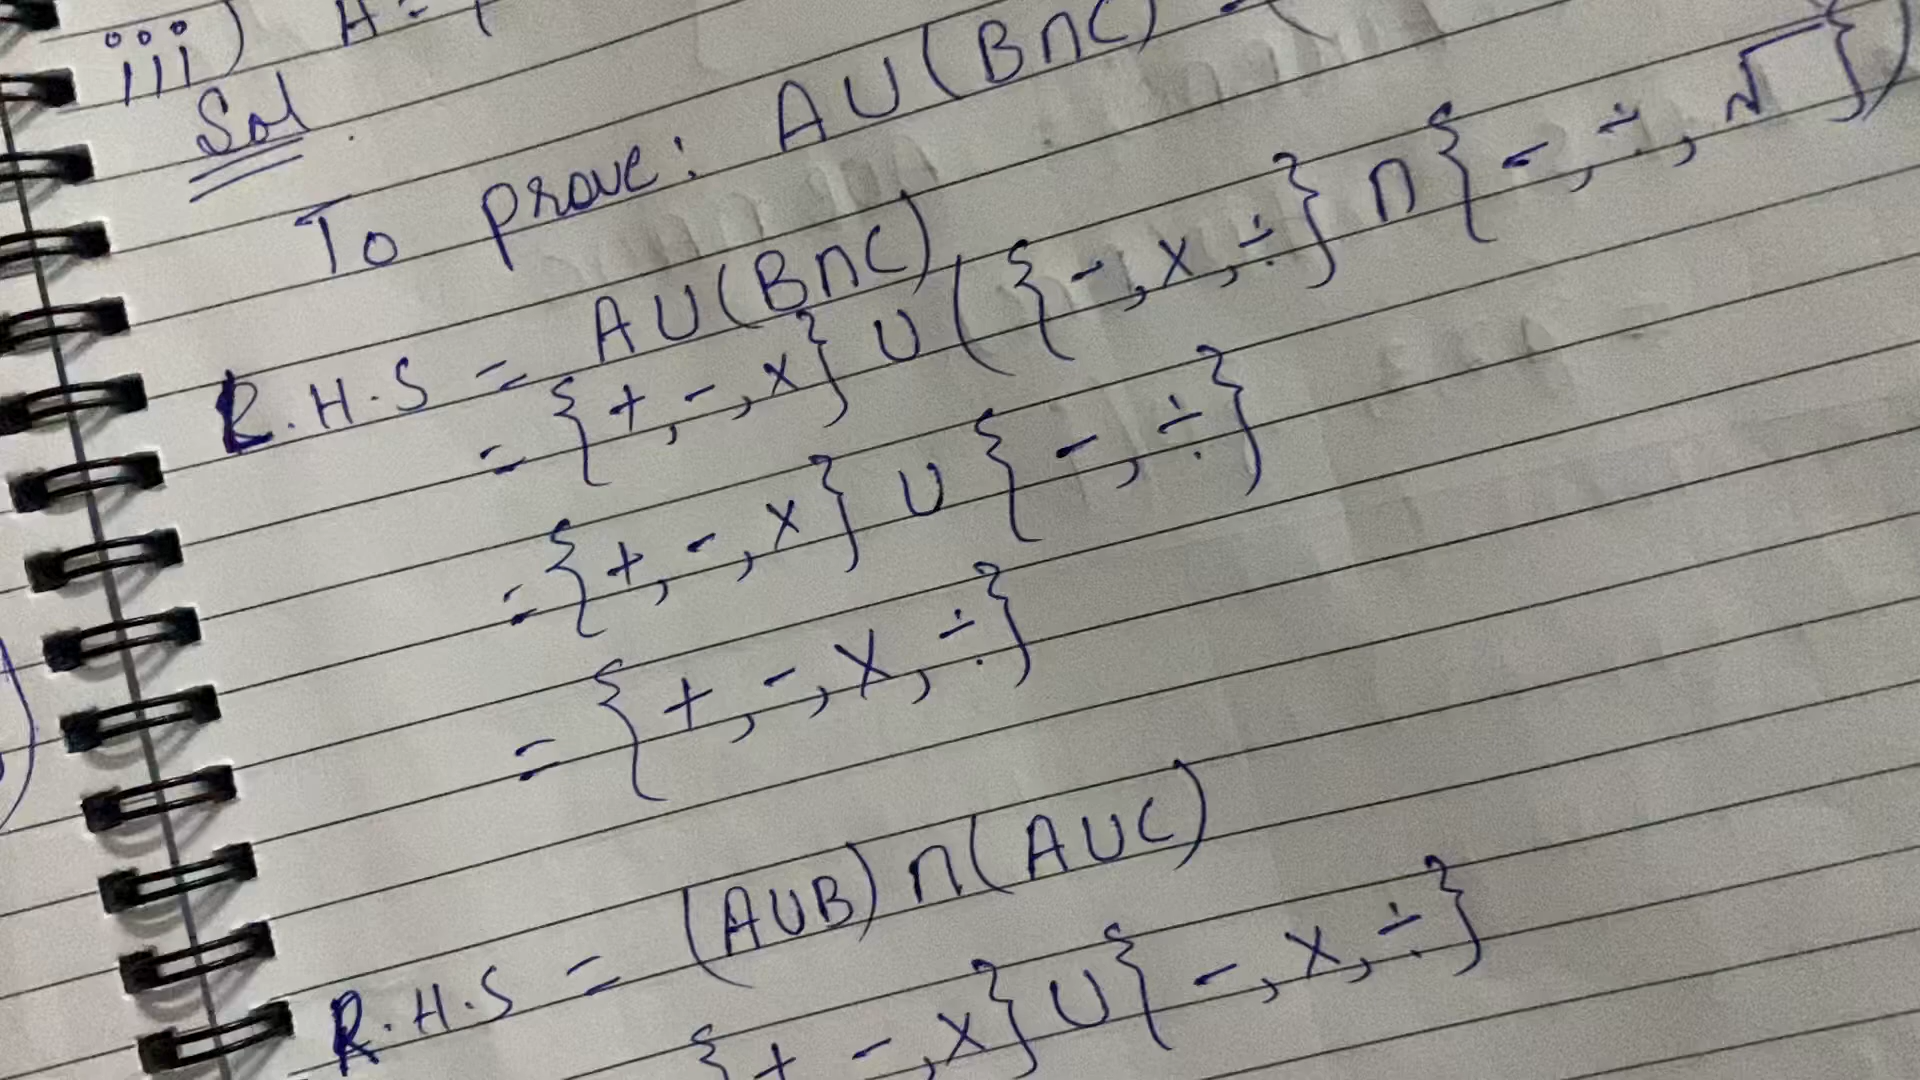 iii) A =
Sol
To prove: A∪(B∩C) =
R.H.S = A∪(B∩C)
= {+,-,×} ∪ ({-,×,÷} ∩ {-,÷,√})
= {+,-,×} ∪ {-,÷}
= {+,-,×,÷}
R.H.S = (A∪B)∩(A∪C)
{+ -,×} ∪ {-,×,÷}